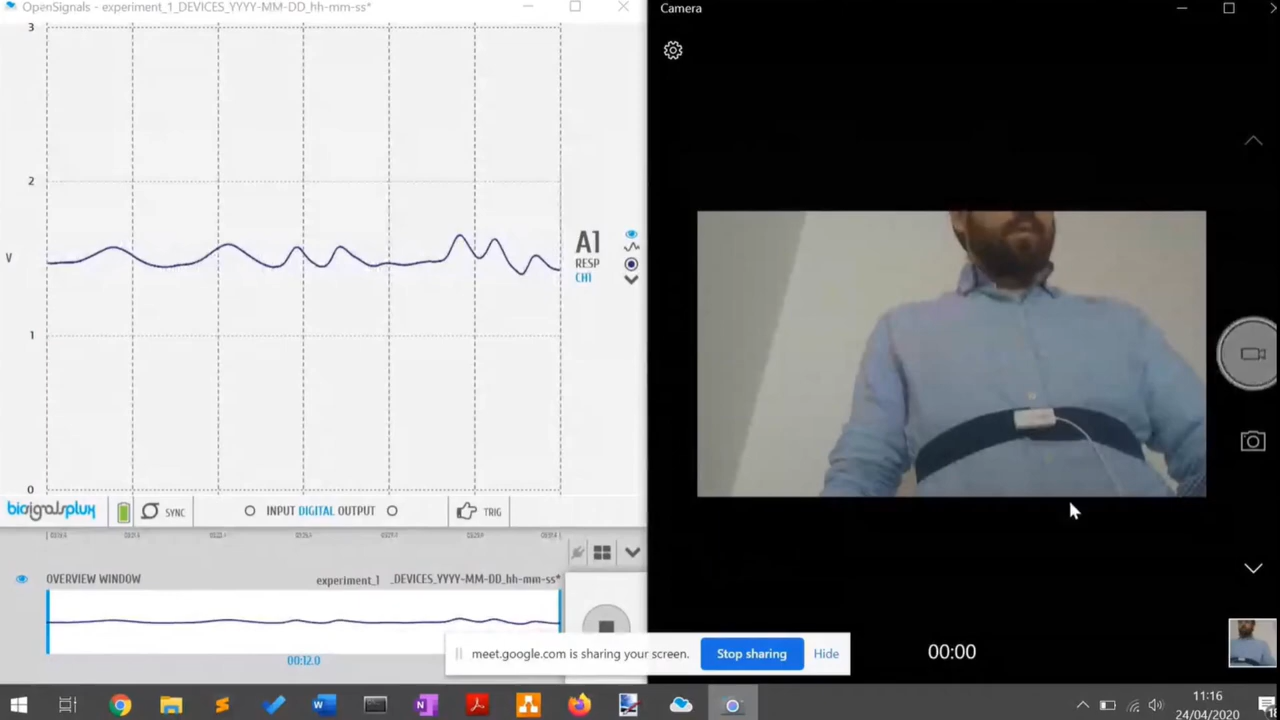 OpenSignals - experiment_1_DEVICES_YYYY-MM-DD_hh-mm-ss*
Camera
3
2
V
1
0
A1
RESP
CH1
biosignalsplux
SYNC
INPUT DIGITAL OUTPUT
TRIG
OVERVIEW WINDOW
experiment_1 _DEVICES_YYYY-MM-DD_hh-mm-ss*
00:12.0
meet.google.com is sharing your screen.
Stop sharing
Hide
00:00
11:16
24/04/2020